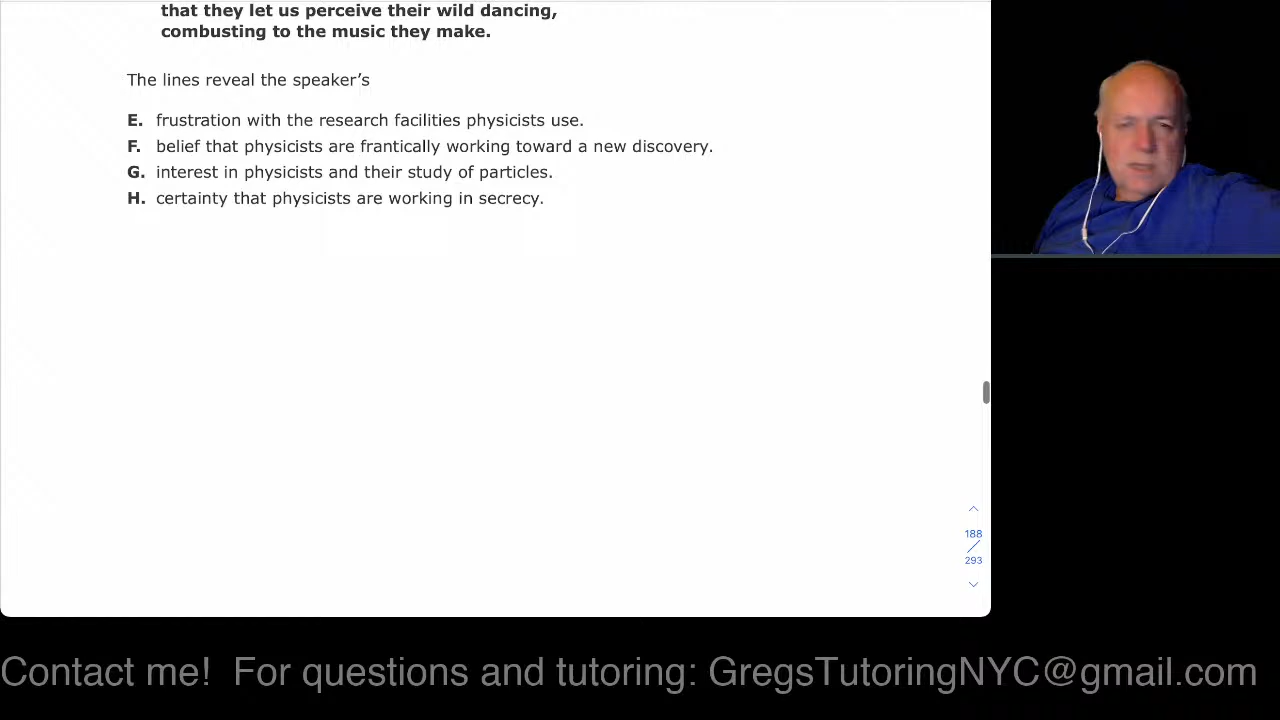 that they let us perceive their wild dancing,
combusting to the music they make.
The lines reveal the speaker’s
E. frustration with the research facilities physicists use.
F. belief that physicists are frantically working toward a new discovery.
G. interest in physicists and their study of particles.
H. certainty that physicists are working in secrecy.
188
293
Contact me!  For questions and tutoring: GregsTutoringNYC@gmail.com